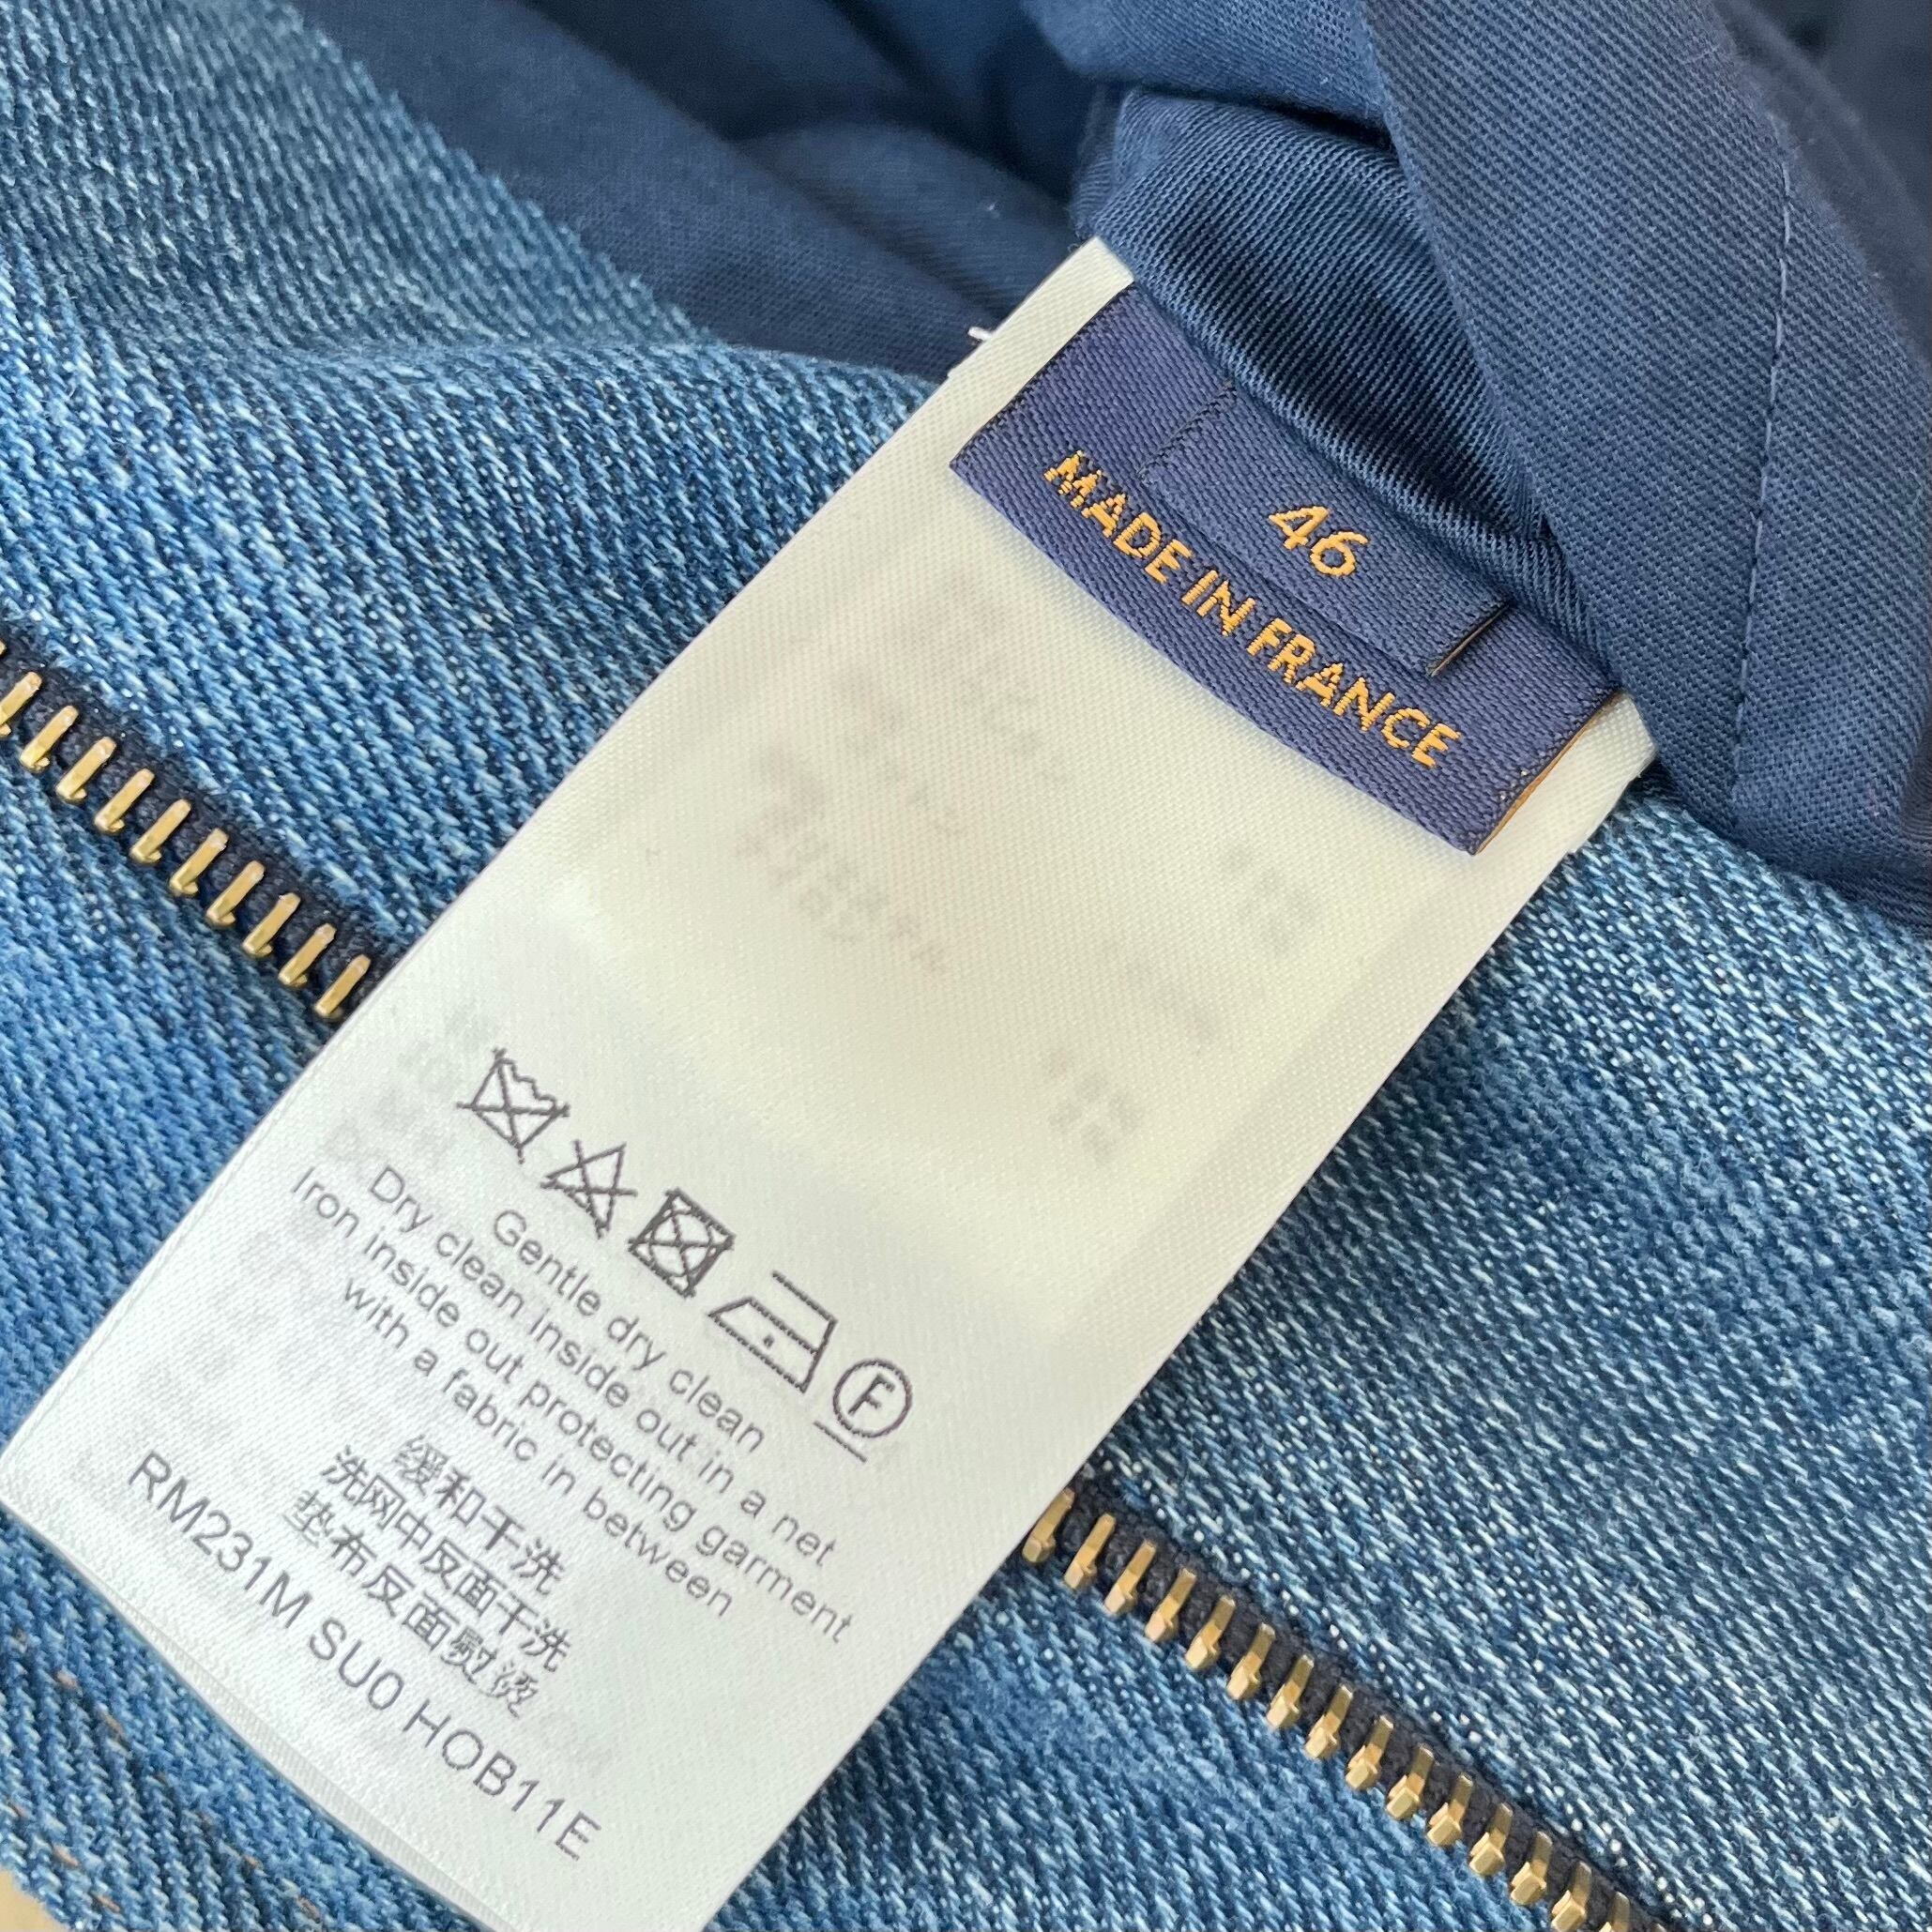 46
MADE IN FRANCE
F
Gentle dry clean
Dry clean inside out in a net
Iron inside out protecting garment
with a fabric in between
缓和干洗
洗网中反面干洗
垫布反面熨烫
RM231M SU0 HOB11E